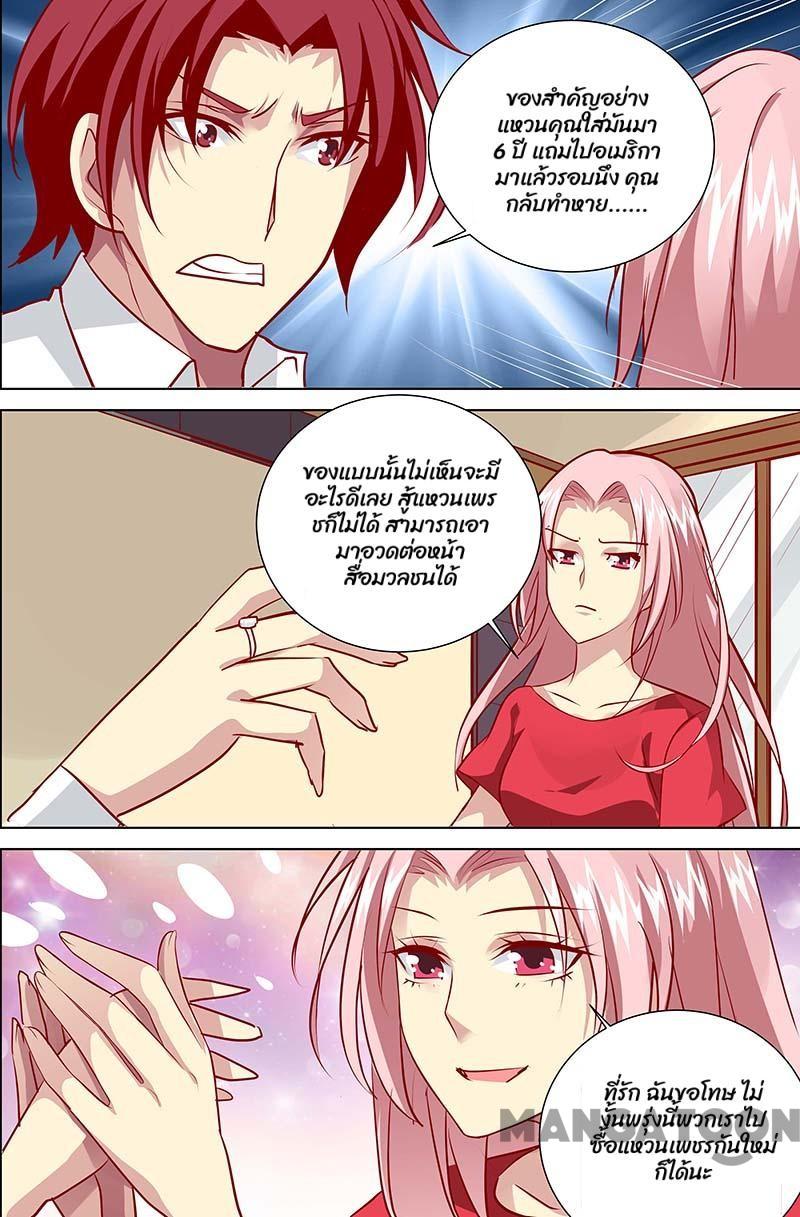 ของสำคัญอย่าง
แหวนคุณใส่มันมา
6 ปี แถมไปอเมริกา
มาแล้วรอบนึง คุณ
กลับทำหาย......
ของแบบนั้นไม่เห็นจะมี
อะไรดีเลย สู้แหวนเพร
ชก็ไม่ได้ สามารถเอา
มาอวดต่อหน้า
สื่อมวลชนได้
ที่รัก ฉันขอโทษ ไม่
งั้นพรุ่งนี้พวกเราไป
ซื้อแหวนเพชรกันใหม่
ก็ได้นะ
MANGATOON